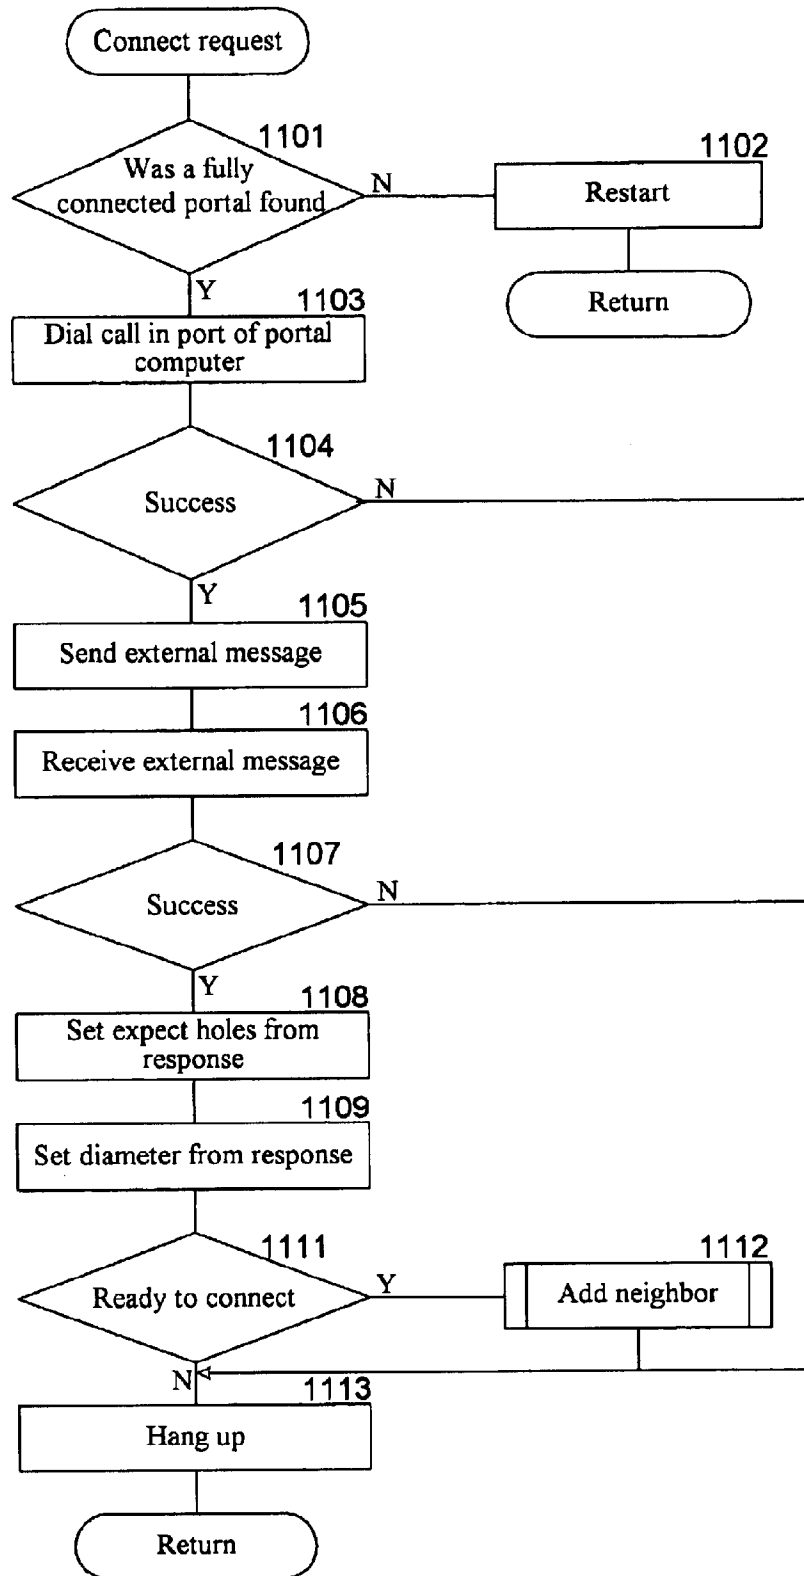 Connect request
1101
Was a fully
connected portal found
N
1102
Restart
Return
Y
1103
Dial call in port of portal
computer
1104
Success
N
Y
1105
Send external message
1106
Receive external message
1107
Success
N
Y
1108
Set expect holes from
response
1109
Set diameter from response
1111
Ready to connect
Y
1112
Add neighbor
N
1113
Hang up
Return